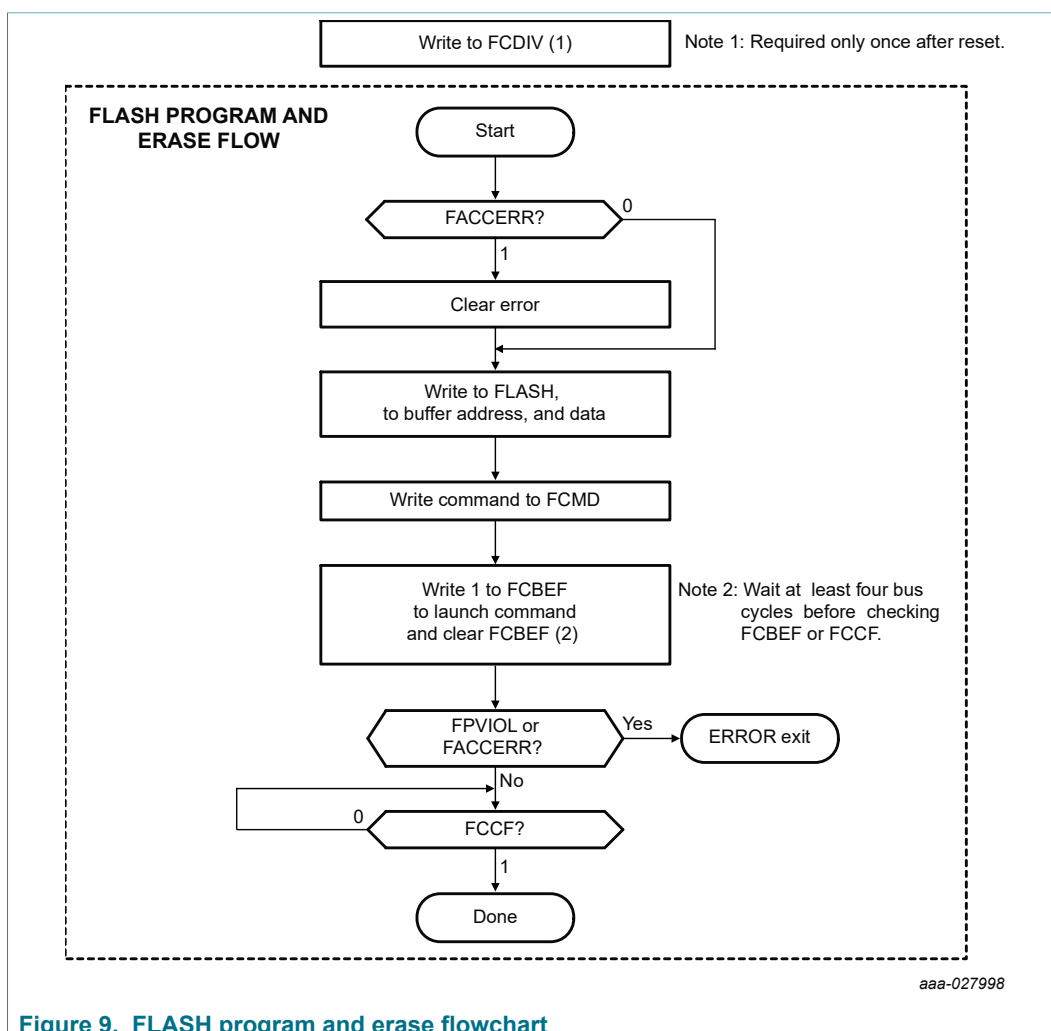 Write to FCDIV (1)
Note 1: Required only once after reset.
FLASH PROGRAM AND
ERASE FLOW
Start
FACCERR?
0
1
Clear error
Write to FLASH,
to buffer address, and data
Write command to FCMD
Write 1 to FCBEF
to launch command
and clear FCBEF (2)
Note 2: Wait at least four bus
cycles before checking
FCBEF or FCCF.
FPVIOL or
FACCERR?
Yes
ERROR exit
No
0
FCCF?
1
Done
aaa-027998
Figure 9. FLASH program and erase flowchart